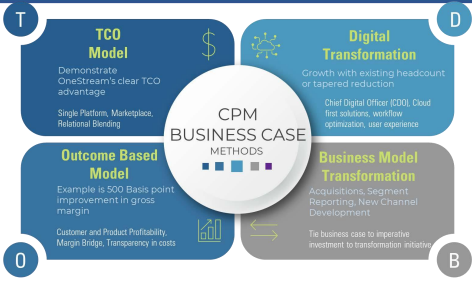 T
TCO
Model
Demonstrate
OneStream's clear TCO
advantage
Single Platform, Marketplace,
Relational Blending
D
Digital
Transformation
Growth with existing headcount
or tapered reduction
Chief Digital Officer (CDO), Cloud
first solutions, workflow
optimization, user experience
CPM
BUSINESS CASE
METHODS
Outcome Based
Model
Example is 500 Basis point
improvement in gross
margin
Customer and Product Profitability,
Margin Bridge, Transparency in costs
O
Business Model
Transformation
Acquisitions, Segment
Reporting, New Channel
Development
Tie business case to imperative
investment to transformation initiative
B